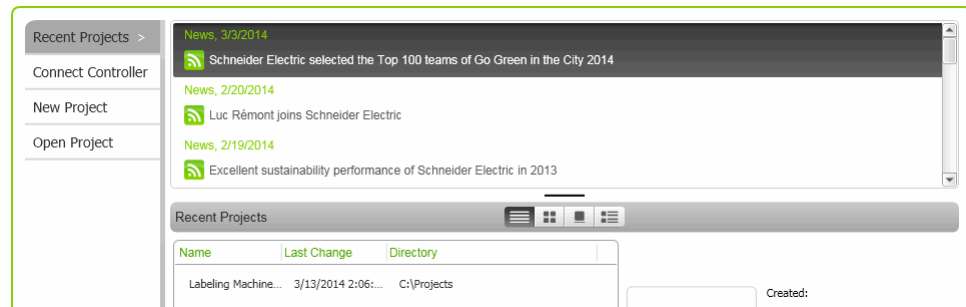 Recent Projects >
Connect Controller
New Project
Open Project
News, 3/3/2014
Schneider Electric selected the Top 100 teams of Go Green in the City 2014
News, 2/20/2014
Luc Rémont joins Schneider Electric
News, 2/19/2014
Excellent sustainability performance of Schneider Electric in 2013
Recent Projects
Name Last Change Directory
Labeling Machine... 3/13/2014 2:06:... C:\Projects
Created: